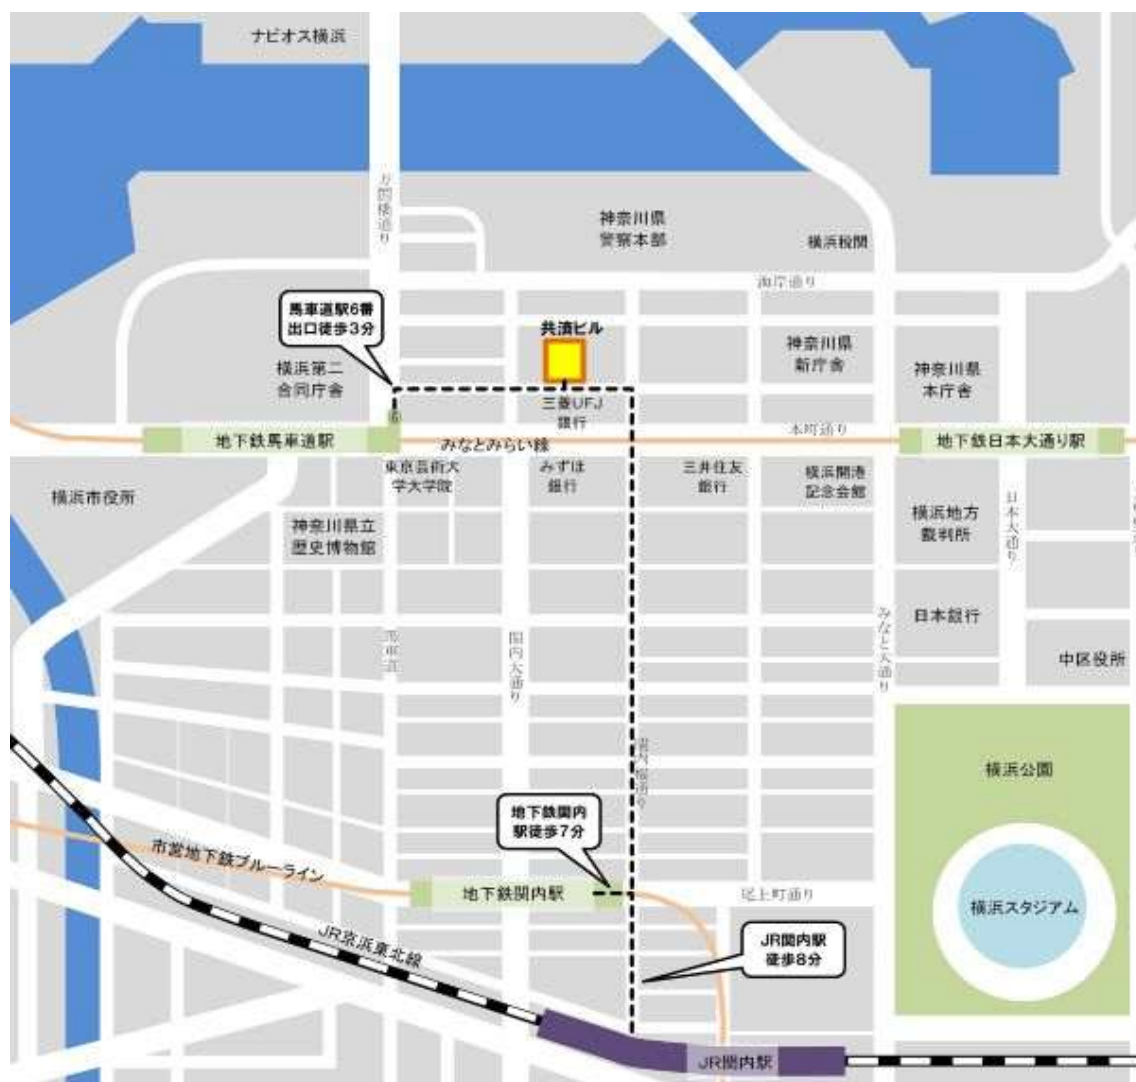 ナビオス横浜
万国橋通り
神奈川県
警察本部
横浜税関
海岸通り
馬車道駅6番
出口徒歩3分
共済ビル
横浜第二
合同庁舎
神奈川県
新庁舎
神奈川県
本庁舎
三菱UFJ
銀行
地下鉄馬車道駅
みなとみらい線
本町通り
地下鉄日本大通り駅
横浜市役所
東京芸術大
学大学院
みずほ
銀行
三井住友
銀行
横浜開港
記念会館
神奈川県立
歴史博物館
横浜地方
裁判所
日本大通り
日本銀行
馬車道
関内大通り
みなと大通り
中区役所
関内桜通り
横浜公園
地下鉄関内
駅徒歩7分
市営地下鉄ブルーライン
地下鉄関内駅
尾上町通り
横浜スタジアム
JR京浜東北線
JR関内駅
徒歩8分
JR関内駅